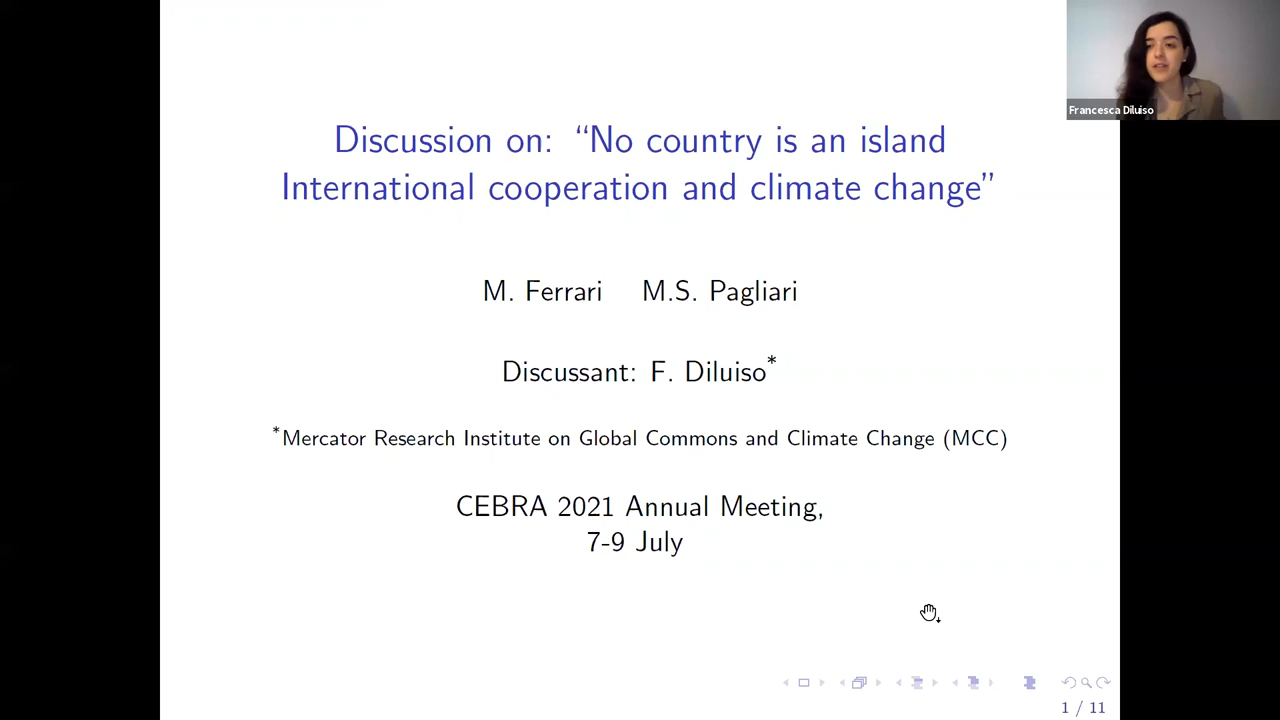 Francesca Diluiso
Discussion on: “No country is an island
International cooperation and climate change”
M. Ferrari M.S. Pagliari
Discussant: F. Diluiso*
*Mercator Research Institute on Global Commons and Climate Change (MCC)
CEBRA 2021 Annual Meeting,
7-9 July
1 / 11